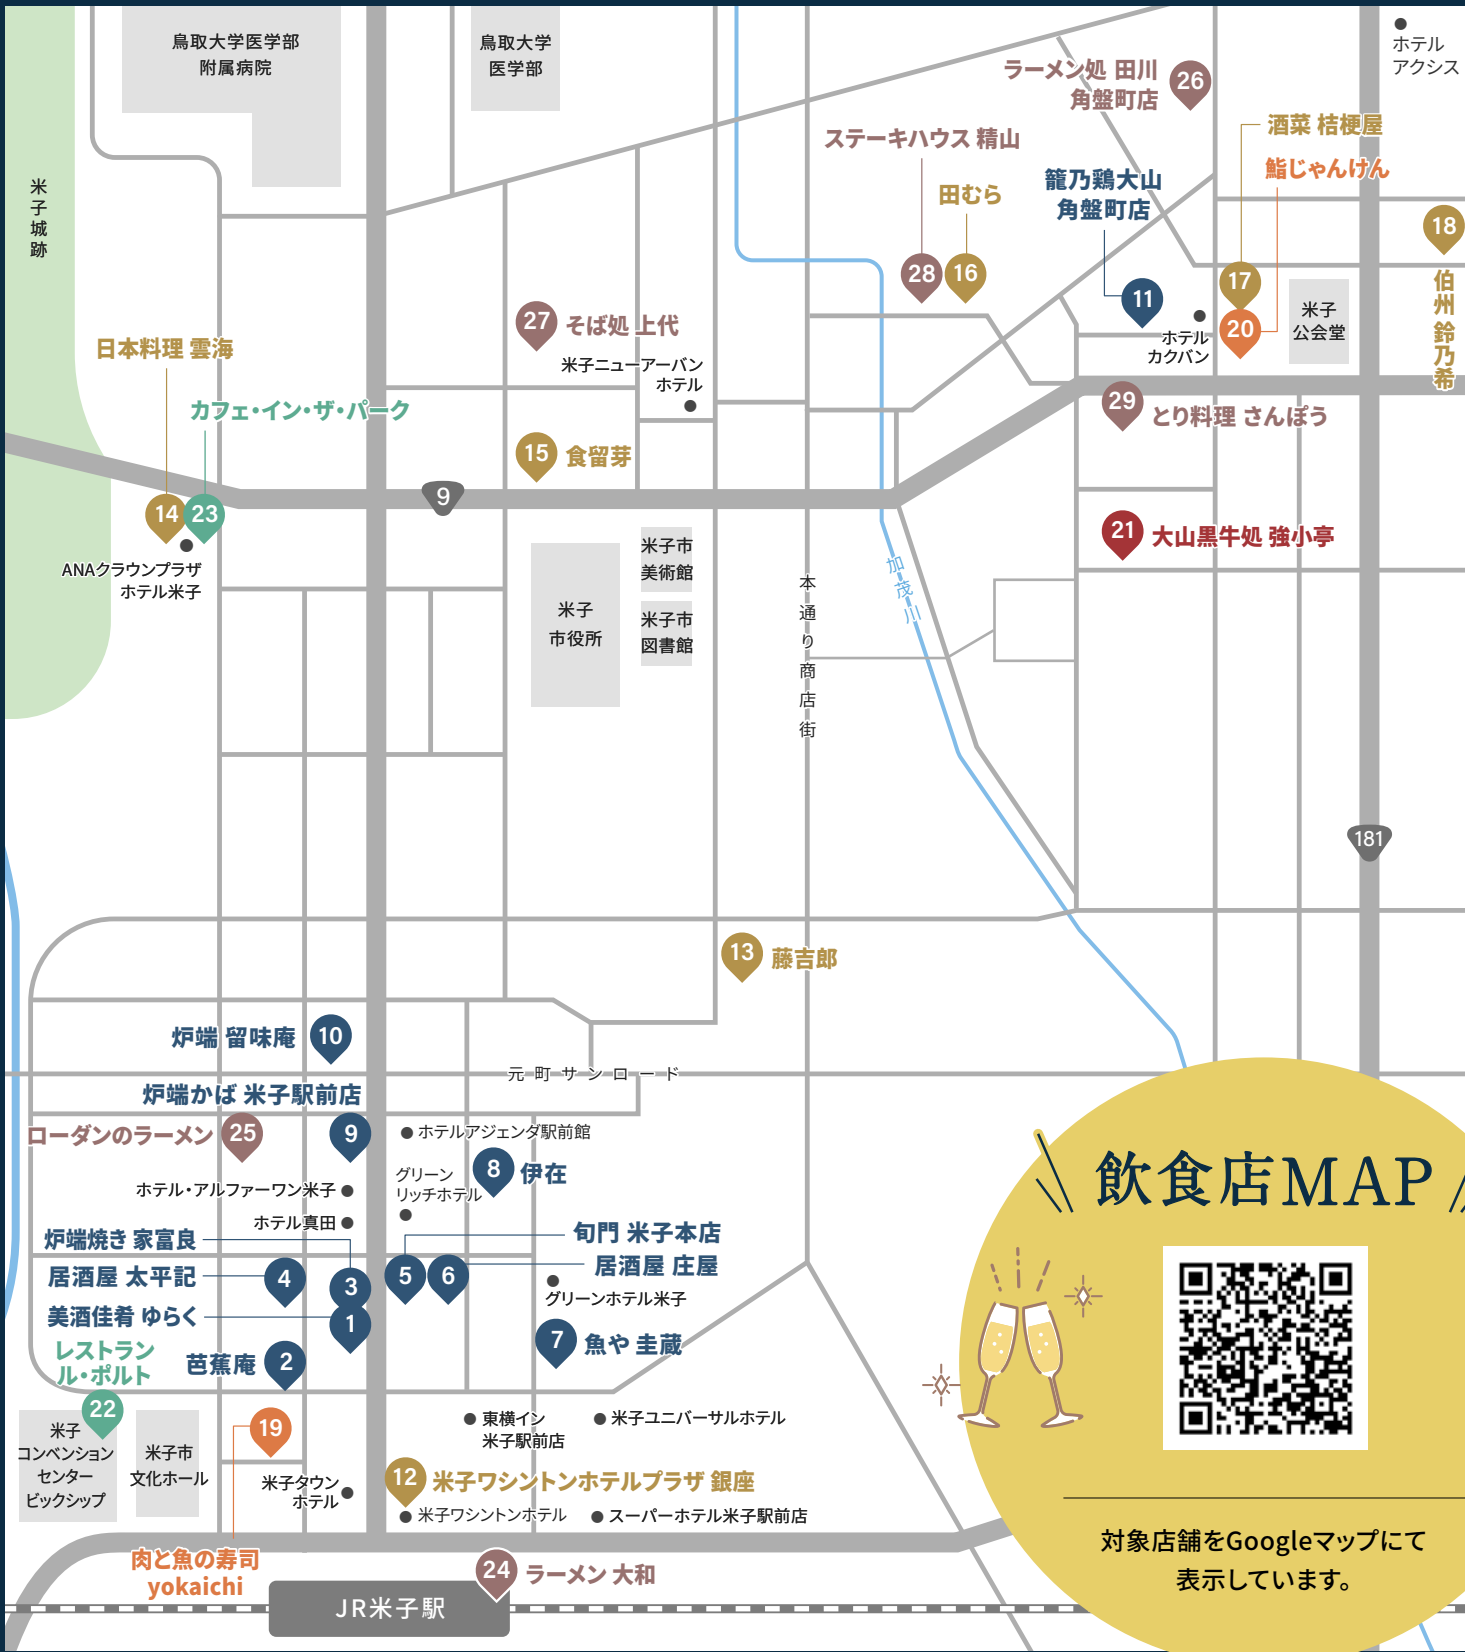 鳥取大学医学部
附属病院
鳥取大学
医学部
米子城跡
ホテル
アクシス
ラーメン処 田川
角盤町店
26
酒菜 桔梗屋
鮨じゃんけん
ステーキハウス 精山
田むら
籠乃鶏大山
角盤町店
18
伯州 鈴乃希
28
16
11
17
20
米子
公会堂
ホテル
カクバン
27
そば処 上代
米子ニューアーバン
ホテル
日本料理 雲海
カフェ・イン・ザ・パーク
29
とり料理 さんぽう
15
食留芽
9
14
23
ANAクラウンプラザ
ホテル米子
21
大山黒牛処 強小亭
米子市
美術館
米子
市役所
米子市
図書館
本通り商店街
加茂川
181
13
藤吉郎
炉端 留味庵
10
元町サンロード
炉端かば 米子駅前店
ローダンのラーメン
25
9
ホテルアジェンダ駅前館
グリーン
リッチホテル
8
伊在
ホテル・アルファーワン米子
ホテル真田
炉端焼き 家富良
旬門 米子本店
居酒屋 太平記
4
3
5
6
居酒屋 庄屋
グリーンホテル米子
美酒佳肴 ゆらく
1
7
魚や 圭蔵
レストラン
ル・ポルト
芭蕉庵
2
22
米子
コンベンション
センター
ビックシップ
米子市
文化ホール
19
東横イン
米子駅前店
米子ユニバーサルホテル
米子タウン
ホテル
12
米子ワシントンホテルプラザ 銀座
米子ワシントンホテル
スーパーホテル米子駅前店
肉と魚の寿司
yokaichi
24
ラーメン 大和
JR米子駅
飲食店MAP
対象店舗をGoogleマップにて
表示しています。